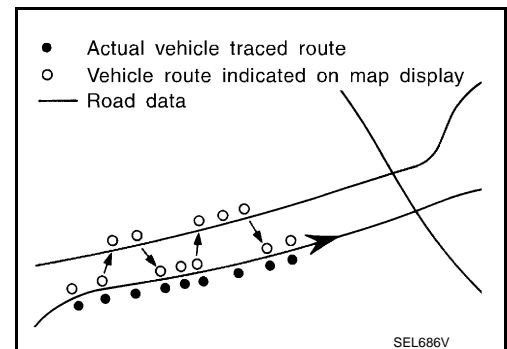 Actual vehicle traced route
Vehicle route indicated on map display
Road data
SEL686V